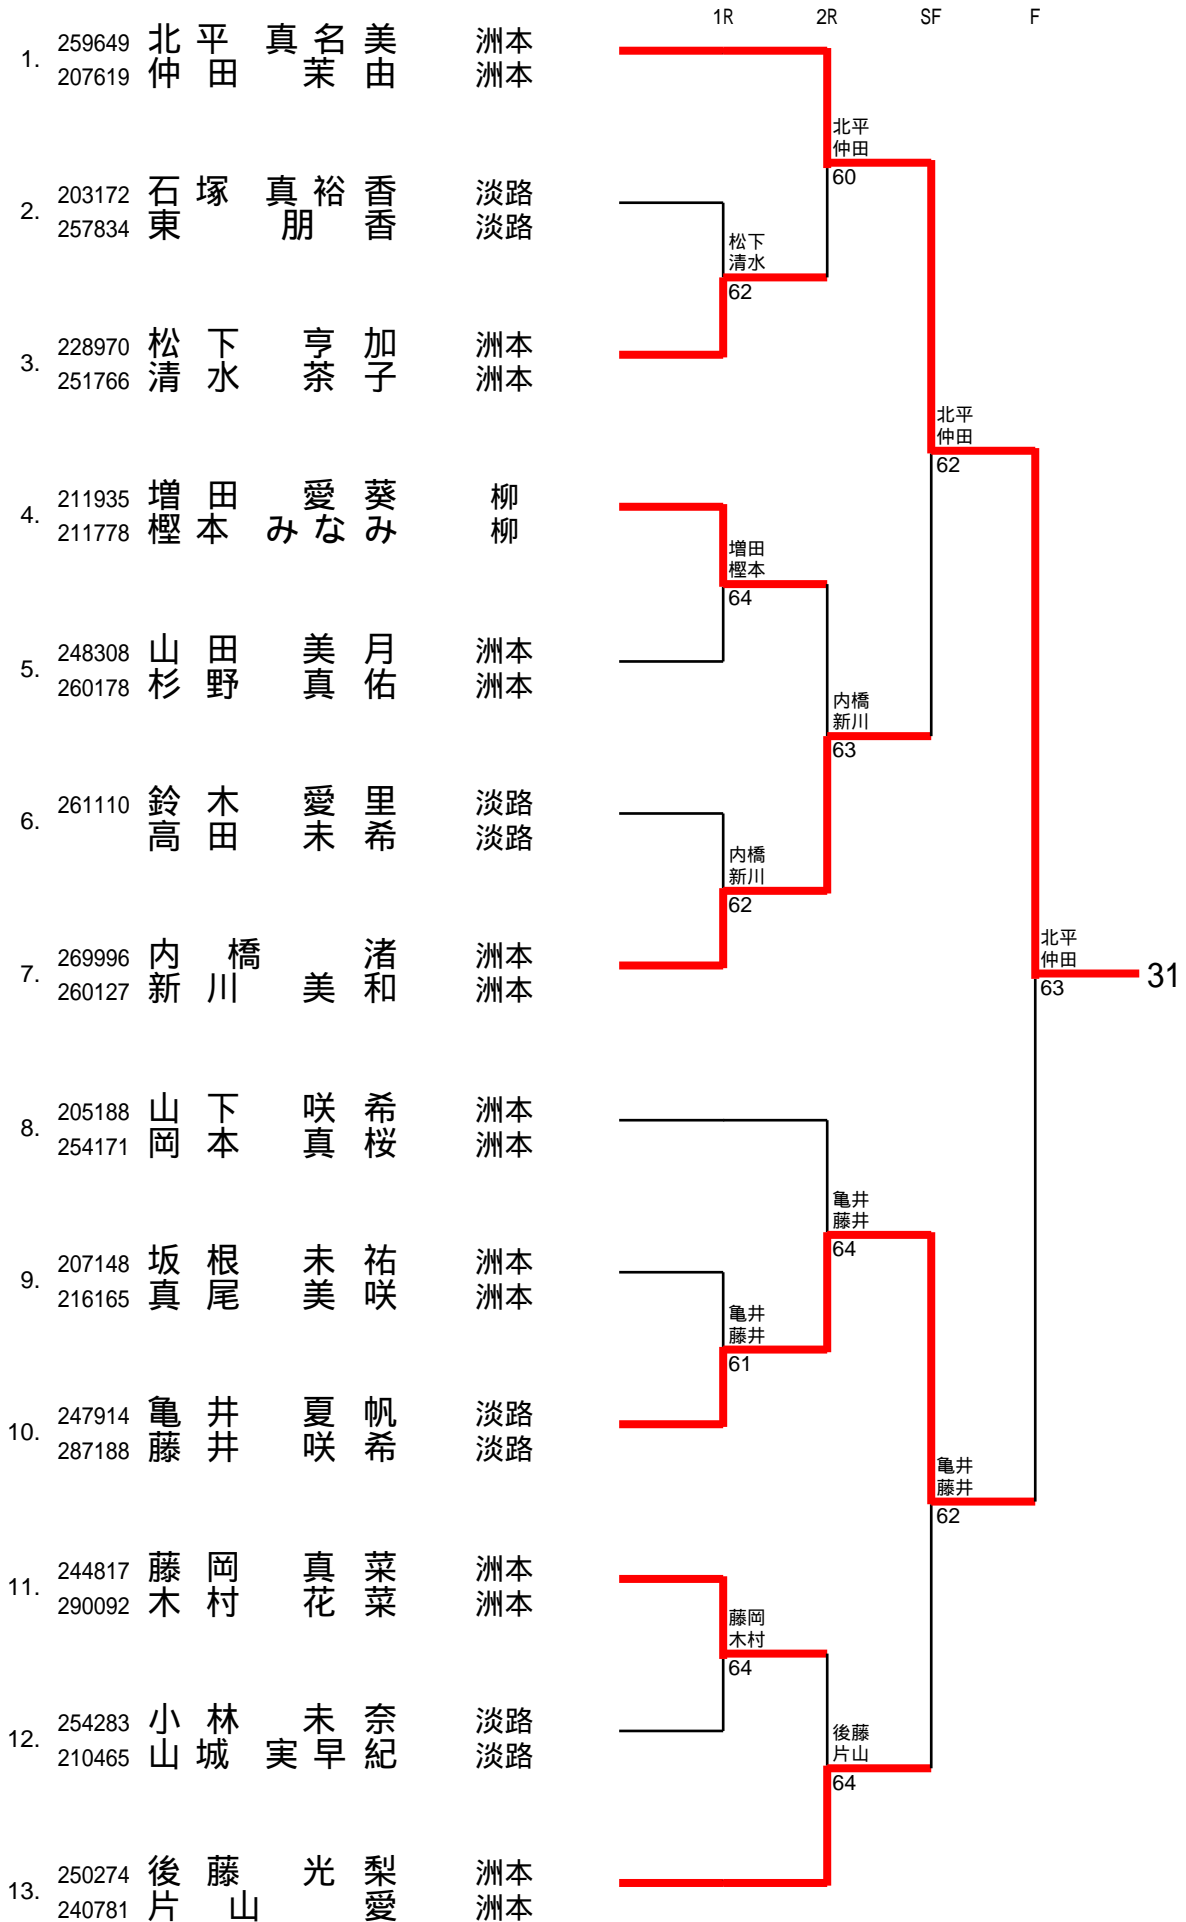 1R 2R SF F
1. 259649 北平 真名美 洲本
207619 仲田 茉由 洲本
北平
仲田
60
2. 203172 石塚 真裕香 淡路
257834 東 朋香 淡路
松下
清水
62
3. 228970 松下 亨加 洲本
251766 清水 茶子 洲本
北平
仲田
62
4. 211935 増田 愛葵 柳
211778 樫本 みなみ 柳
増田
樫本
64
5. 248308 山田 美月 洲本
260178 杉野 真佑 洲本
内橋
新川
63
6. 261110 鈴木 愛里 淡路
高田 未希 淡路
内橋
新川
62
7. 269996 内橋 渚 洲本
260127 新川 美和 洲本
北平
仲田
63
31
8. 205188 山下 咲希 洲本
254171 岡本 真桜 洲本
亀井
藤井
64
9. 207148 坂根 未祐 洲本
216165 真尾 美咲 洲本
亀井
藤井
61
10. 247914 亀井 夏帆 淡路
287188 藤井 咲希 淡路
亀井
藤井
62
11. 244817 藤岡 真菜 洲本
290092 木村 花菜 洲本
藤岡
木村
64
12. 254283 小林 未奈 淡路
210465 山城 実早紀 淡路
後藤
片山
64
13. 250274 後藤 光梨 洲本
240781 片山 愛 洲本